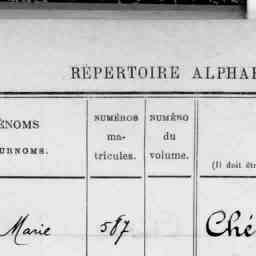 RÉPERTOIRE ALPHA
ÉNOMS
URNOMS.
NUMÉROS
ma-
tricules.
NUMÉRO
du
volume.
(Il doit êt
Marie
587
Ché